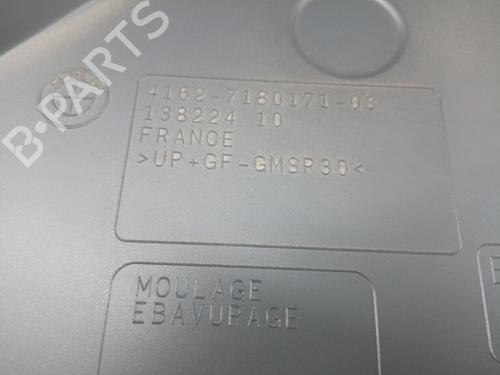 B-PARTS
4162-7180171-03
138224 10
FRANCE
>UP+GF-GMSR30<
MOULAGE
EBAVURAGE